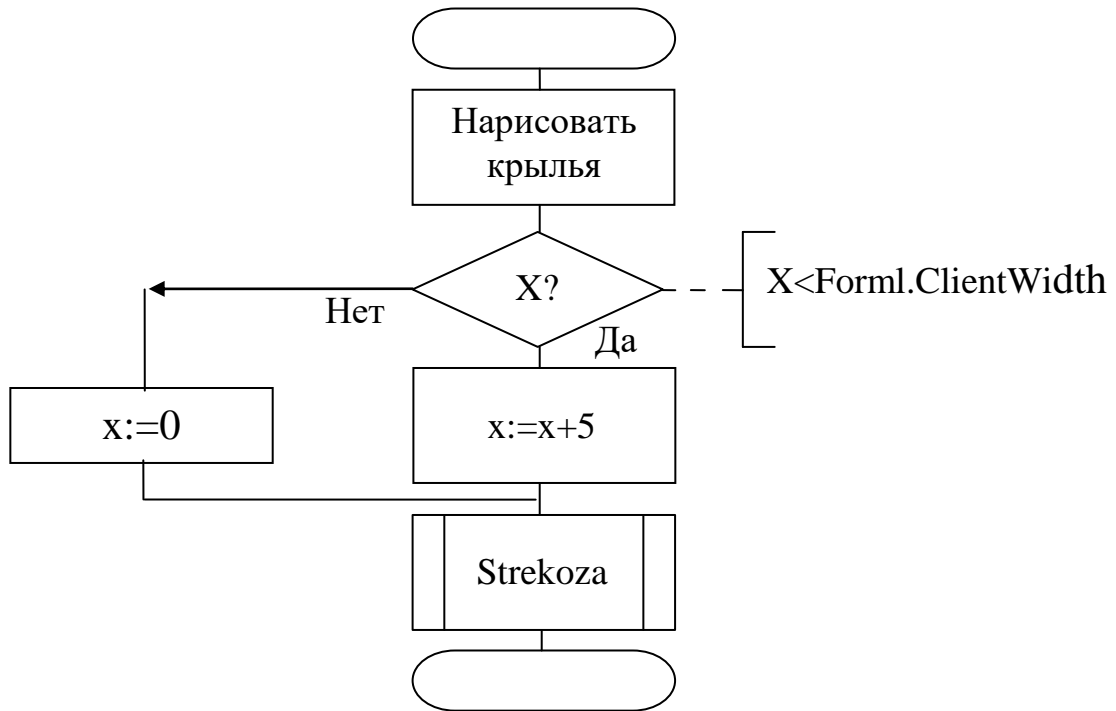 Нарисовать
крылья
X?
X<Forml.ClientWidth
Нет
Да
x:=0
x:=x+5
Strekoza